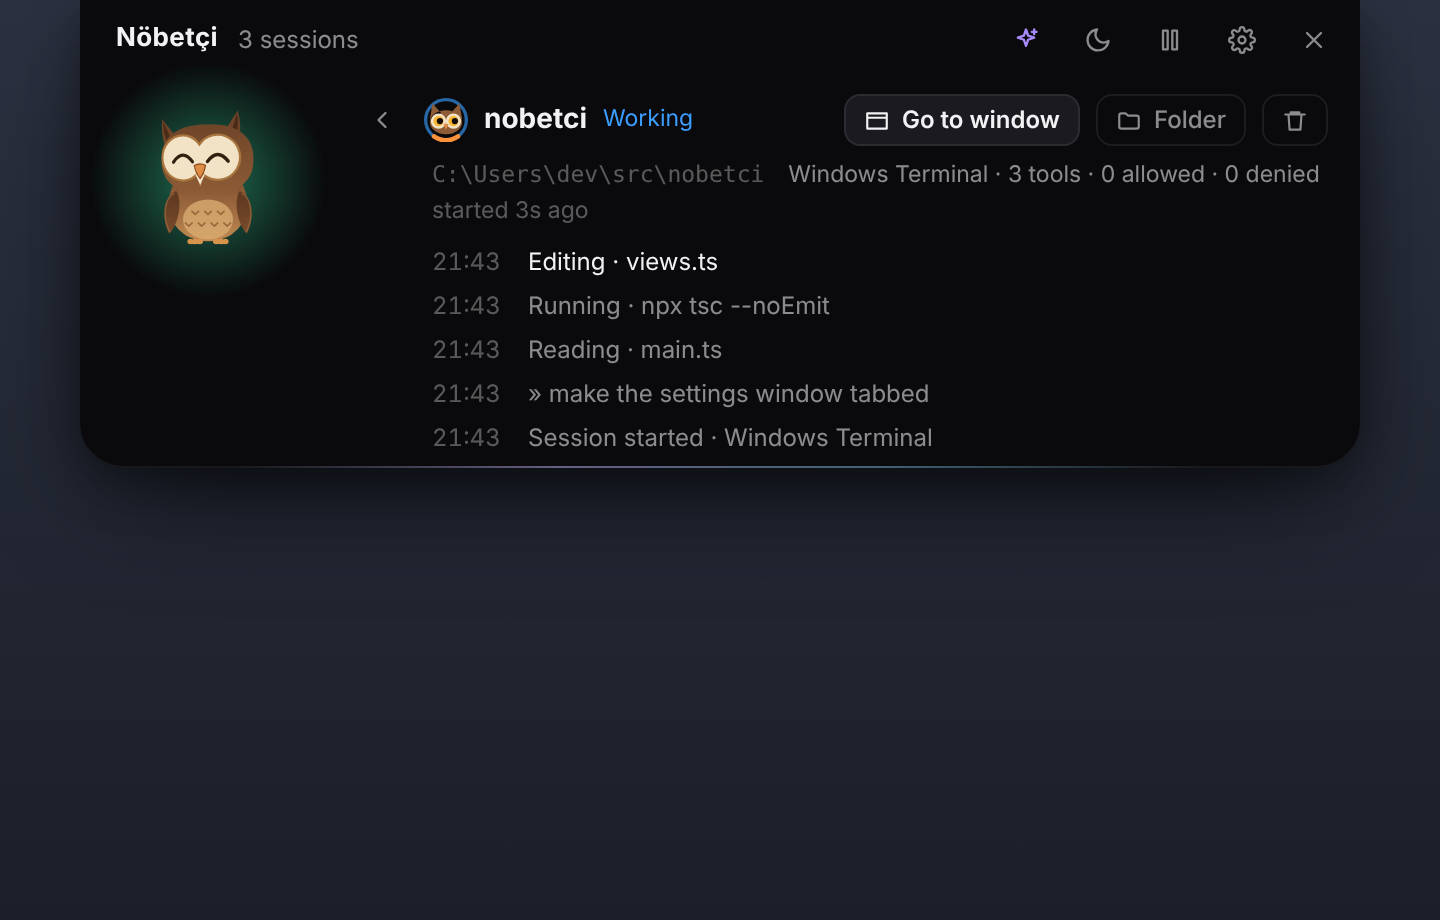 Nöbetçi 3 sessions
nobetci Working Go to window Folder
C:\Users\dev\src\nobetci Windows Terminal · 3 tools · 0 allowed · 0 denied
started 3s ago
21:43 Editing · views.ts
21:43 Running · npx tsc --noEmit
21:43 Reading · main.ts
21:43 » make the settings window tabbed
21:43 Session started · Windows Terminal